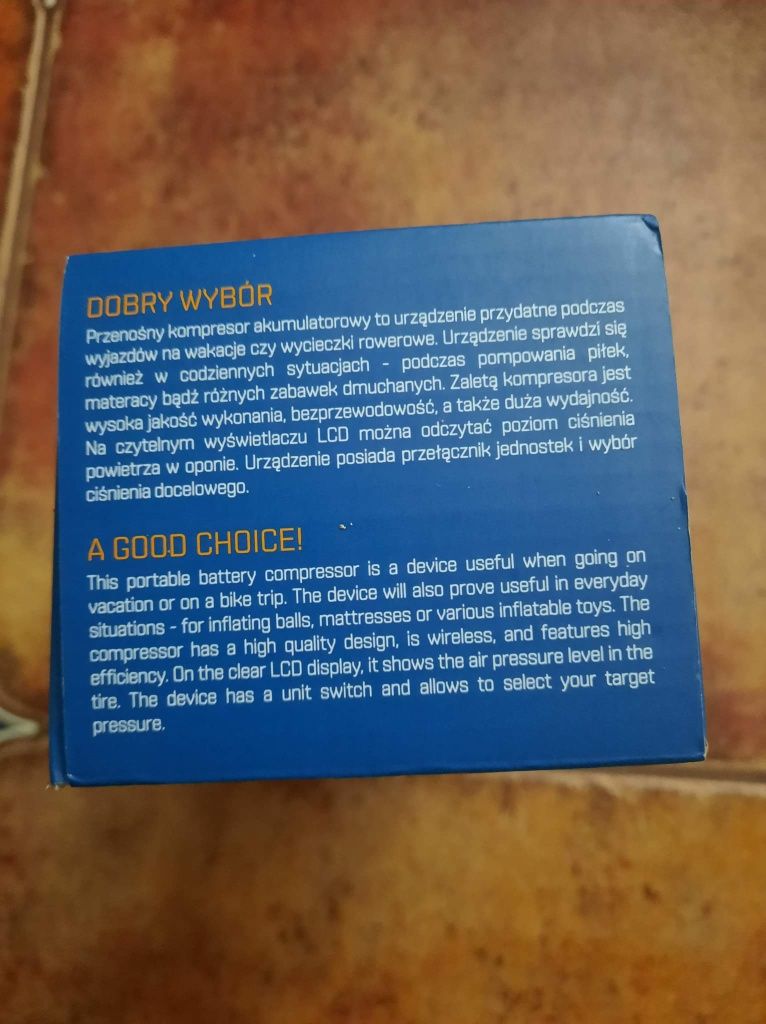 DOBRY WYBÓR
Przenośny kompresor akumulatorowy to urządzenie przydatne podczas
wyjazdów na wakacje czy wycieczki rowerowe. Urządzenie sprawdzi się
również w codziennych sytuacjach - podczas pompowania piłek,
materacy bądź różnych zabawek dmuchanych. Zaletą kompresora jest
wysoka jakość wykonania, bezprzewodowość, a także duża wydajność.
Na czytelnym wyświetlaczu LCD można odczytać poziom ciśnienia
powietrza w oponie. Urządzenie posiada przełącznik jednostek i wybór
ciśnienia docelowego.
A GOOD CHOICE!
This portable battery compressor is a device useful when going on
vacation or on a bike trip. The device will also prove useful in everyday
situations - for inflating balls, mattresses or various inflatable toys. The
compressor has a high quality design, is wireless, and features high
efficiency. On the clear LCD display, it shows the air pressure level in the
tire. The device has a unit switch and allows to select your target
pressure.